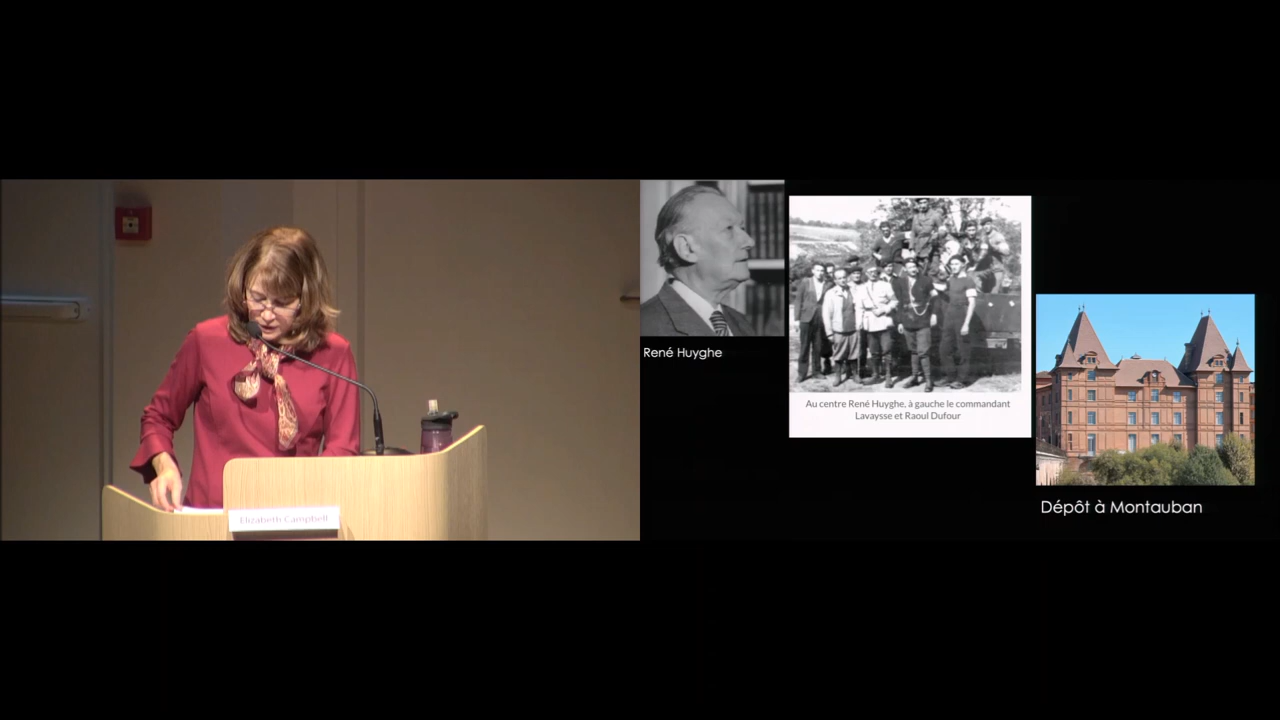 Elizabeth Campbell
René Huyghe
Au centre René Huyghe, à gauche le commandant
Lavaysse et Raoul Dufour
Dépôt à Montauban